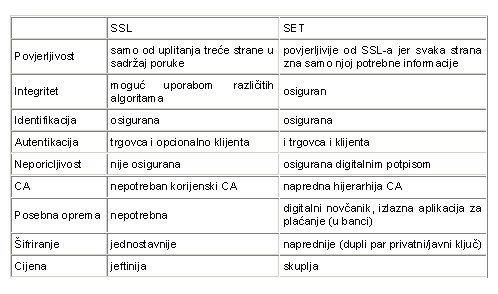 SSL SET
Povjerljivost samo od uplitanja treće strane u sadržaj poruke povjerljivije od SSL-a jer svaka strana zna samo njoj potrebne informacije
Integritet moguć uporabom različitih algoritama osiguran
Identifikacija osigurana osigurana
Autentikacija trgovca i opcionalno klijenta i trgovca i klijenta
Neporicljivost nije osigurana osigurana digitalnim potpisom
CA nepotreban korijenski CA napredna hijerarhija CA
Posebna oprema nepotrebna digitalni novčanik, izlazna aplikacija za plaćanje (u banci)
Šifriranje jednostavnije naprednije (dupli par privatni/javni ključ)
Cijena jeftinija skuplja